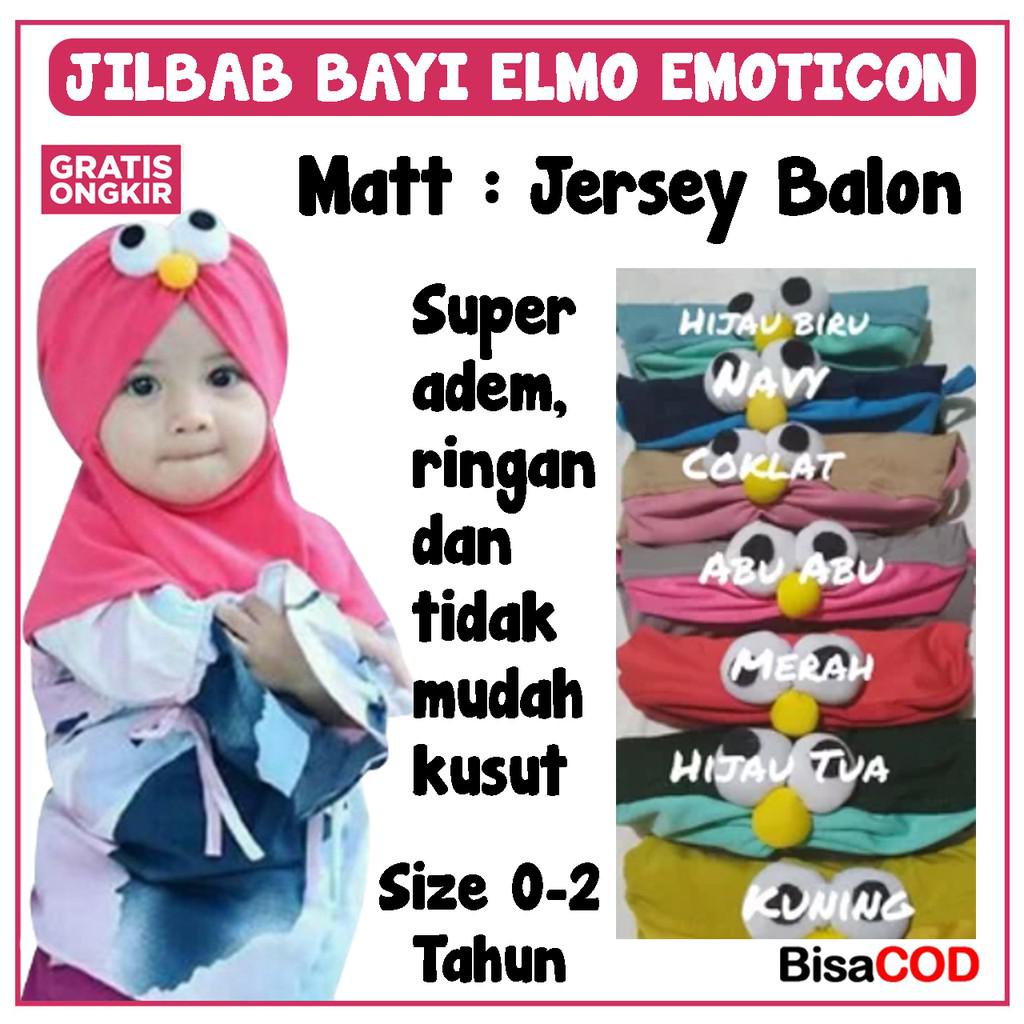 JILBAB BAYI ELMO EMOTICON
GRATIS
ONGKIR
Matt : Jersey Balon
Super
adem,
ringan
dan
tidak
mudah
kusut
Size 0-2
Tahun
HIJAU BIRU
NAVY
COKLAT
ABU ABU
MERAH
HIJAU TUA
KUNING
BisaCOD